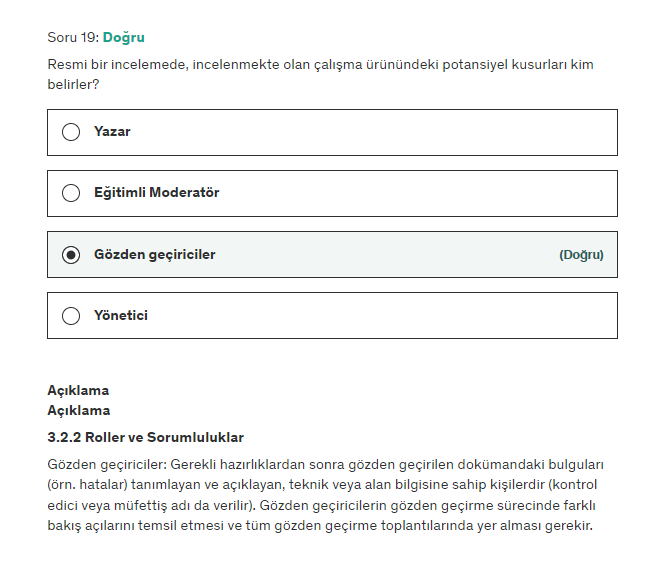 Soru 19: Doğru
Resmi bir incelemede, incelenmekte olan çalışma ürünündeki potansiyel kusurları kim
belirler?
Yazar
Eğitimli Moderatör
Gözden geçiriciler (Doğru)
Yönetici
Açıklama
Açıklama
3.2.2 Roller ve Sorumluluklar
Gözden geçiriciler: Gerekli hazırlıklardan sonra gözden geçirilen dokümandaki bulguları
(örn. hatalar) tanımlayan ve açıklayan, teknik veya alan bilgisine sahip kişilerdir (kontrol
edici veya müfettiş adı da verilir). Gözden geçiricilerin gözden geçirme sürecinde farklı
bakış açılarını temsil etmesi ve tüm gözden geçirme toplantılarında yer alması gerekir.